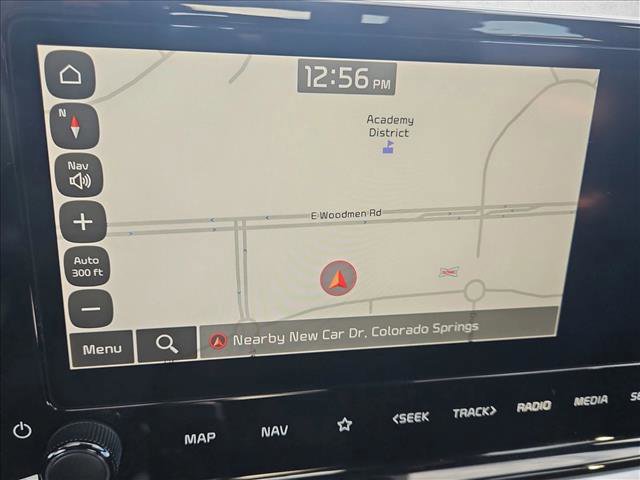 12:56 PM
N
Academy
District
Nav
E Woodmen Rd
Auto
300 ft
Menu
Nearby New Car Dr, Colorado Springs
MAP
NAV
<SEEK
TRACK>
RADIO
MEDIA
SE